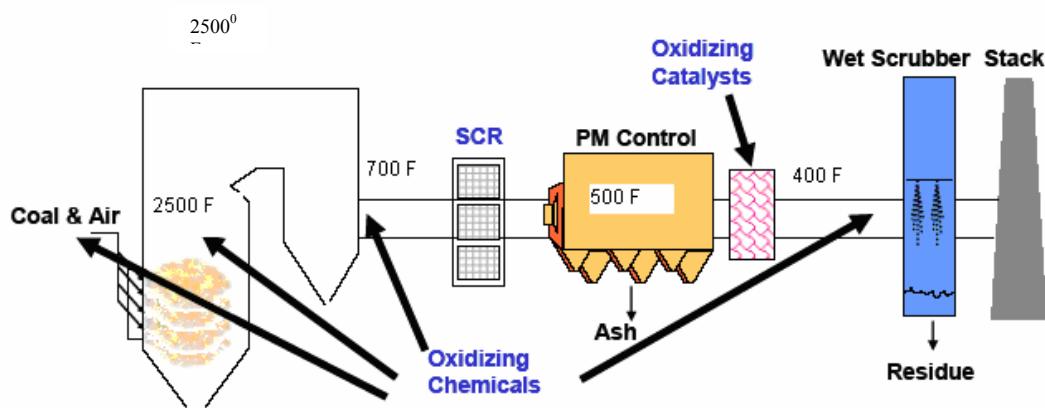 2500⁰
Oxidizing
Catalysts
Wet Scrubber
Stack
SCR
PM Control
700 F
400 F
500 F
2500 F
Coal & Air
Ash
Oxidizing
Chemicals
Residue